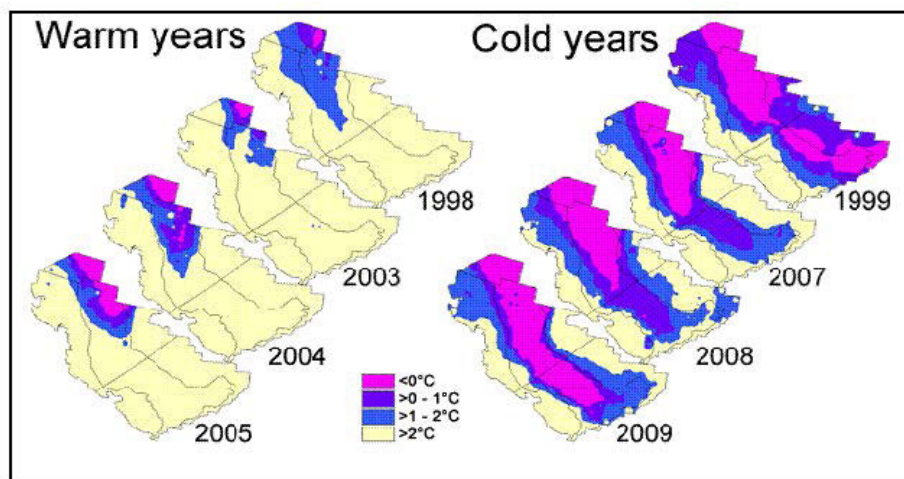 Warm years
Cold years
1998
1999
2003
2007
2004
2008
2005
2009
<0°C
>0 - 1°C
>1 - 2°C
>2°C